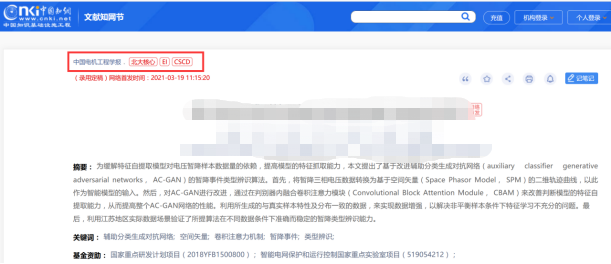 cnki 中国知网
www.cnki.net
中国知识基础设施工程
文献知网节
充值 机构登录 个人登录
中国电机工程学报 . 北大核心 EI CSCD
（录用定稿）网络首发时间：2021-03-19 11:15:20
记笔记
摘要： 为缓解特征自提取模型对电压暂降样本数据量的依赖，提高模型的特征抓取能力，本文提出了基于改进辅助分类生成对抗网络（auxiliary classifier generative
adversarial networks， AC-GAN）的暂降事件类型辨识算法。首先，将暂降三相电压数据转换为基于空间矢量（Space Phasor Model， SPM）的二维轨迹曲线，以此
作为智能模型的输入。然后，对AC-GAN进行改进，通过在判别器内融合卷积注意力模块（Convolutional Block Attention Module， CBAM）来改善判断模型的特征自
提取能力，从而提高整个AC-GAN网络的性能。利用所生成的与真实样本特性及分布一致的数据，来实现数据增强，以解决非平衡样本条件下特征学习不充分的问题。最
后，利用江苏地区实际数据场景验证了所提算法在不同数据条件下准确而稳定的暂降类型辨识能力。
关键词： 辅助分类生成对抗网络; 空间矢量; 卷积注意力机制; 暂降事件; 类型辨识;
基金资助： 国家重点研发计划项目（2018YFB1500800）； 智能电网保护和运行控制国家重点实验室项目（519054212）；